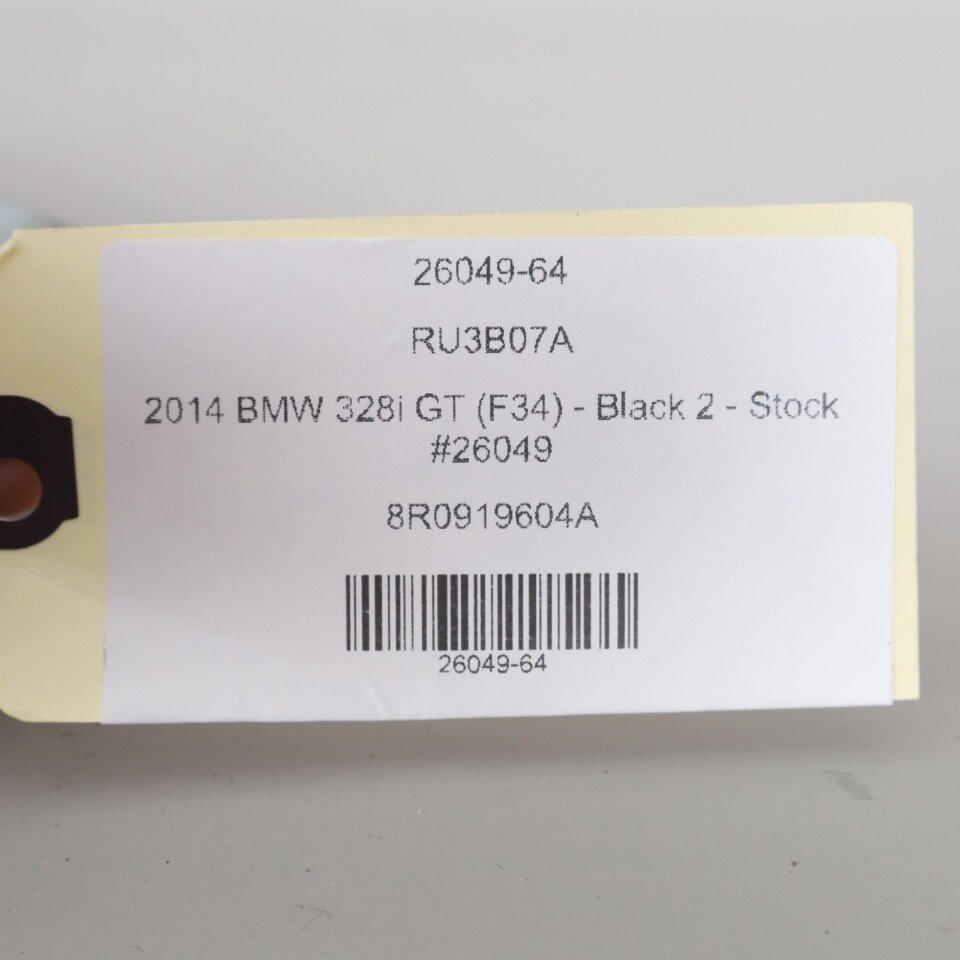 26049-64
RU3B07A
2014 BMW 328i GT (F34) - Black 2 - Stock
#26049
8R0919604A
26049-64